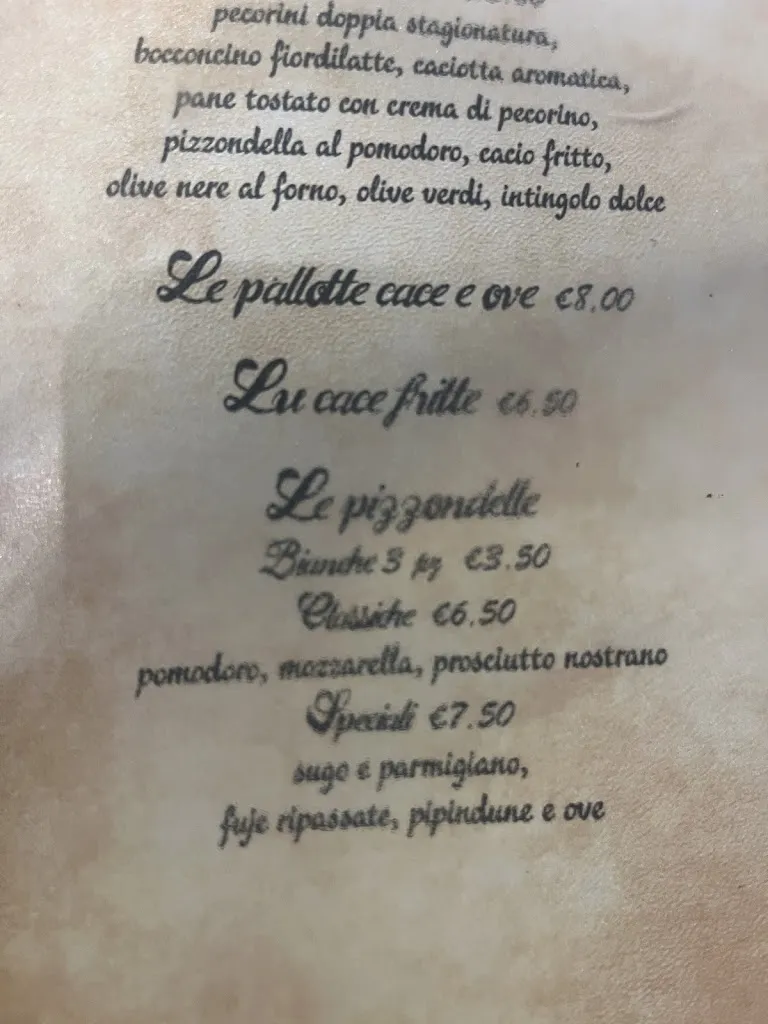 pecorini doppia stagionatura,
bocconcino fiordilatte, caciotta aromatica,
pane tostato con crema di pecorino,
pizzondella al pomodoro, cacio fritto,
olive nere al forno, olive verdi, intingolo dolce
Le pallotte cace e ove €8.00
Lu cace fritte €6.50
Le pizzondelle
Bianche 3 pz €3.50
Classiche €6.50
pomodoro, mozzarella, prosciutto nostrano
Speciali €7.50
sugo e parmigiano,
fuje ripassate, pipindune e ove